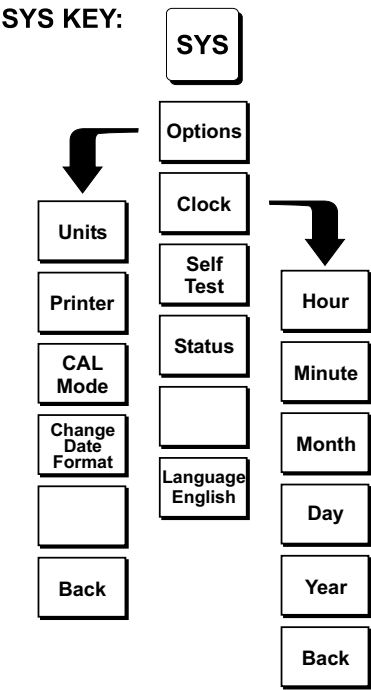 SYS KEY:
SYS
Options
Clock
Self
Test
Status
Language
English
Units
Printer
CAL
Mode
Change
Date
Format
Back
Hour
Minute
Month
Day
Year
Back